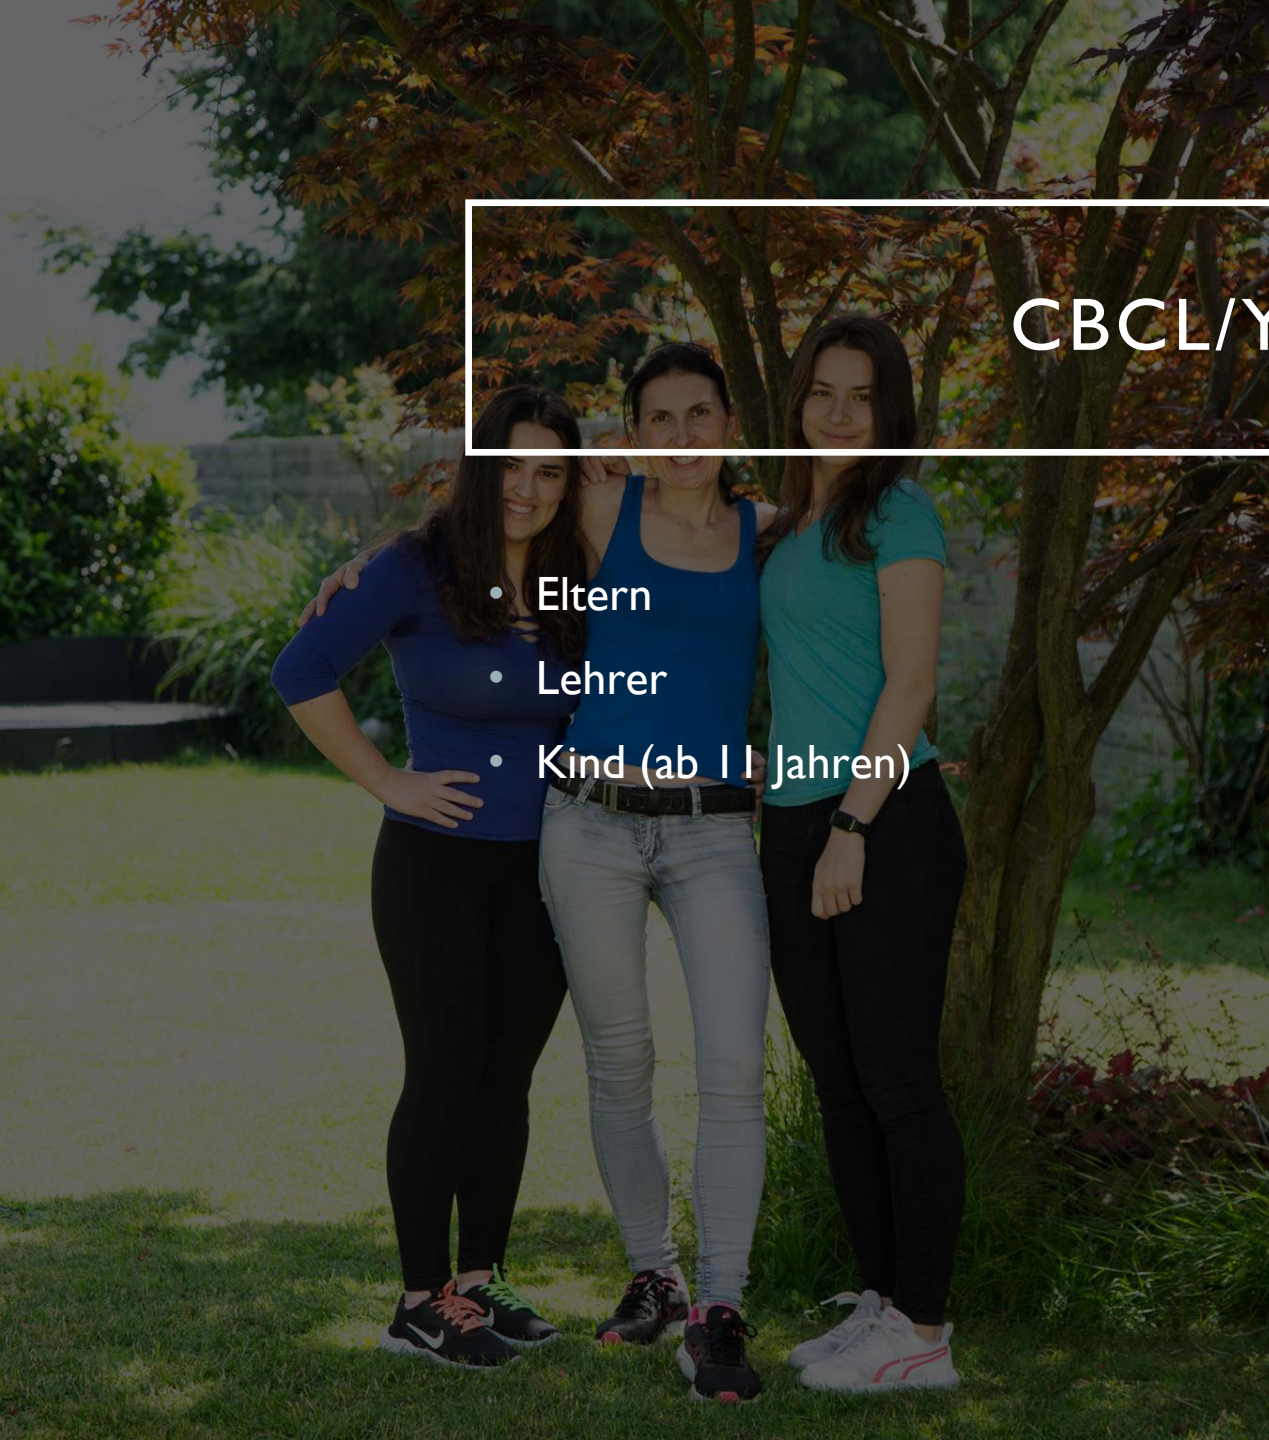 CBCL/Y
• Eltern
• Lehrer
• Kind (ab 11 Jahren)